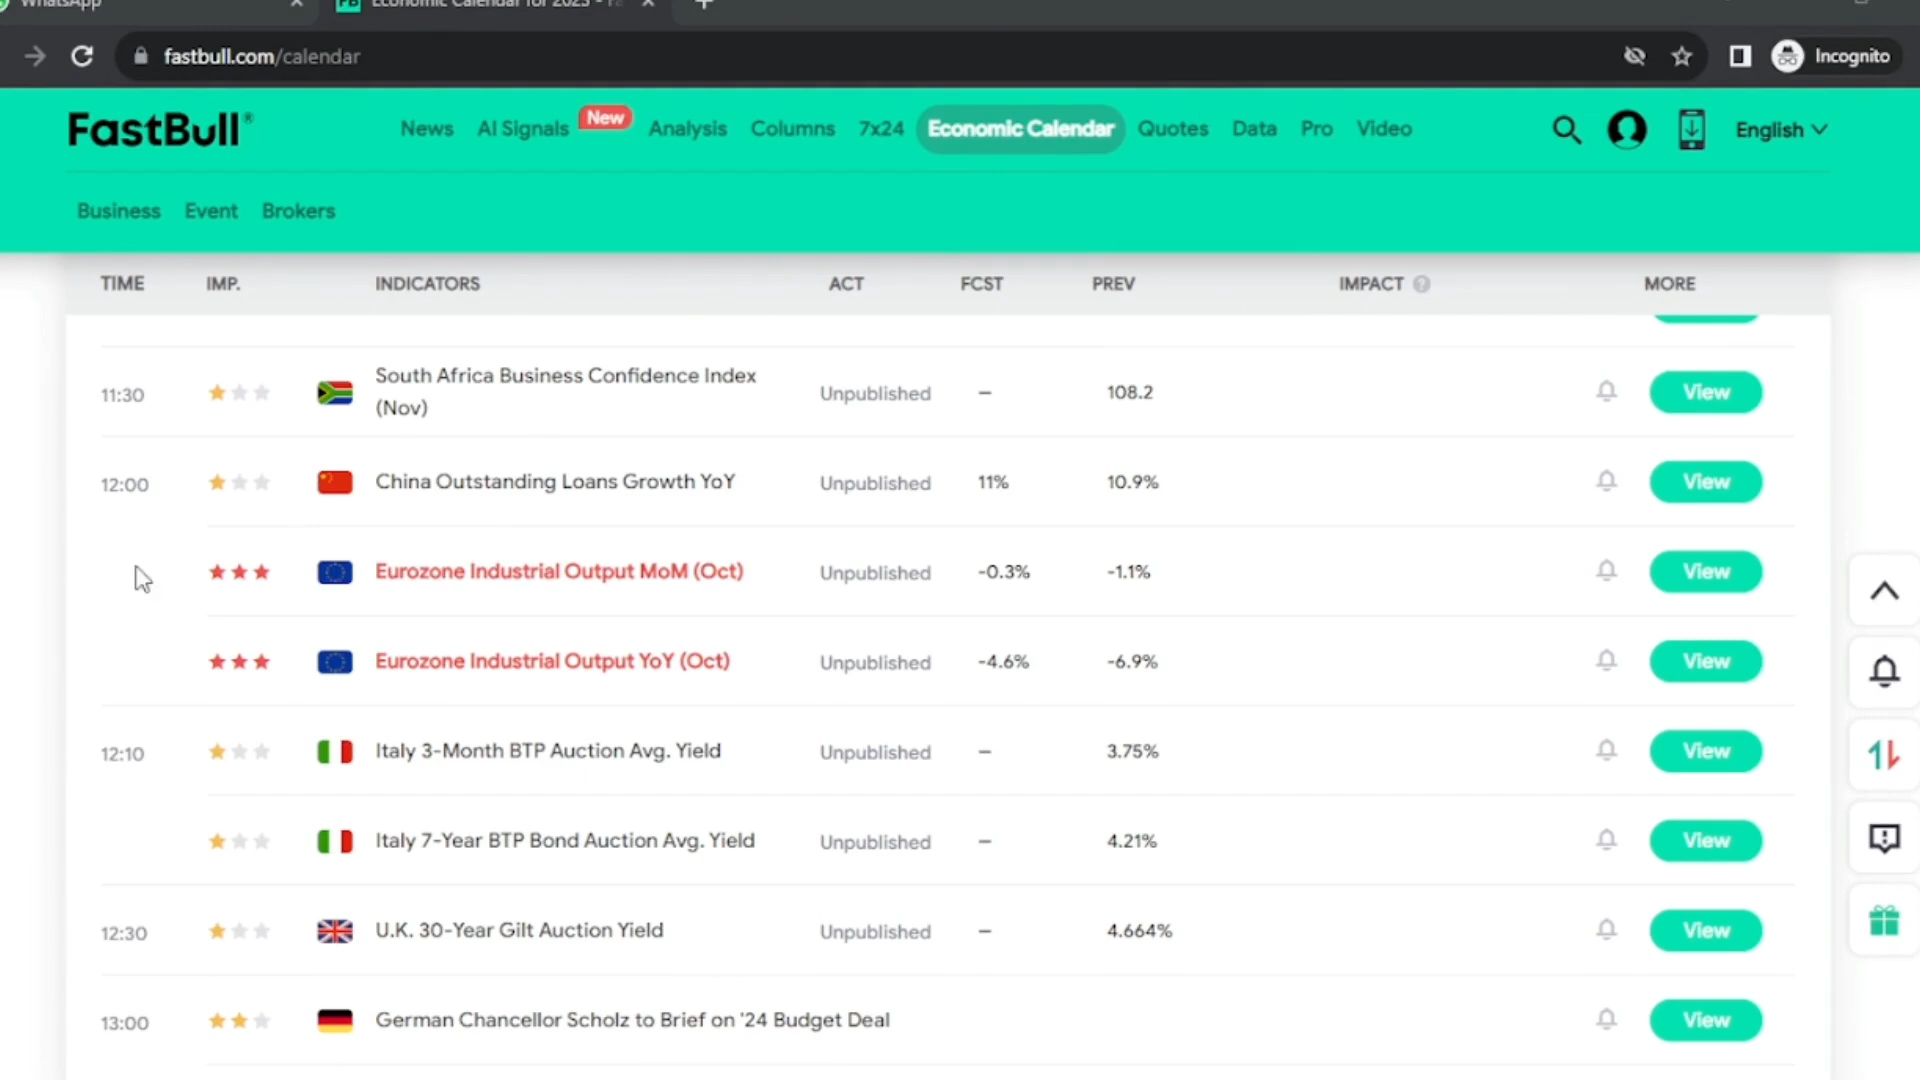 WhatsApp
Economic Calendar for 2023 - Fa
fastbull.com/calendar
Incognito
FastBull®
News AI Signals New Analysis Columns 7x24 Economic Calendar Quotes Data Pro Video English
Business Event Brokers
TIME IMP. INDICATORS ACT FCST PREV IMPACT ? MORE
11:30 South Africa Business Confidence Index (Nov) Unpublished – 108.2 View
12:00 China Outstanding Loans Growth YoY Unpublished 11% 10.9% View
Eurozone Industrial Output MoM (Oct) Unpublished -0.3% -1.1% View
Eurozone Industrial Output YoY (Oct) Unpublished -4.6% -6.9% View
12:10 Italy 3-Month BTP Auction Avg. Yield Unpublished – 3.75% View
Italy 7-Year BTP Bond Auction Avg. Yield Unpublished – 4.21% View
12:30 U.K. 30-Year Gilt Auction Yield Unpublished – 4.664% View
13:00 German Chancellor Scholz to Brief on '24 Budget Deal View